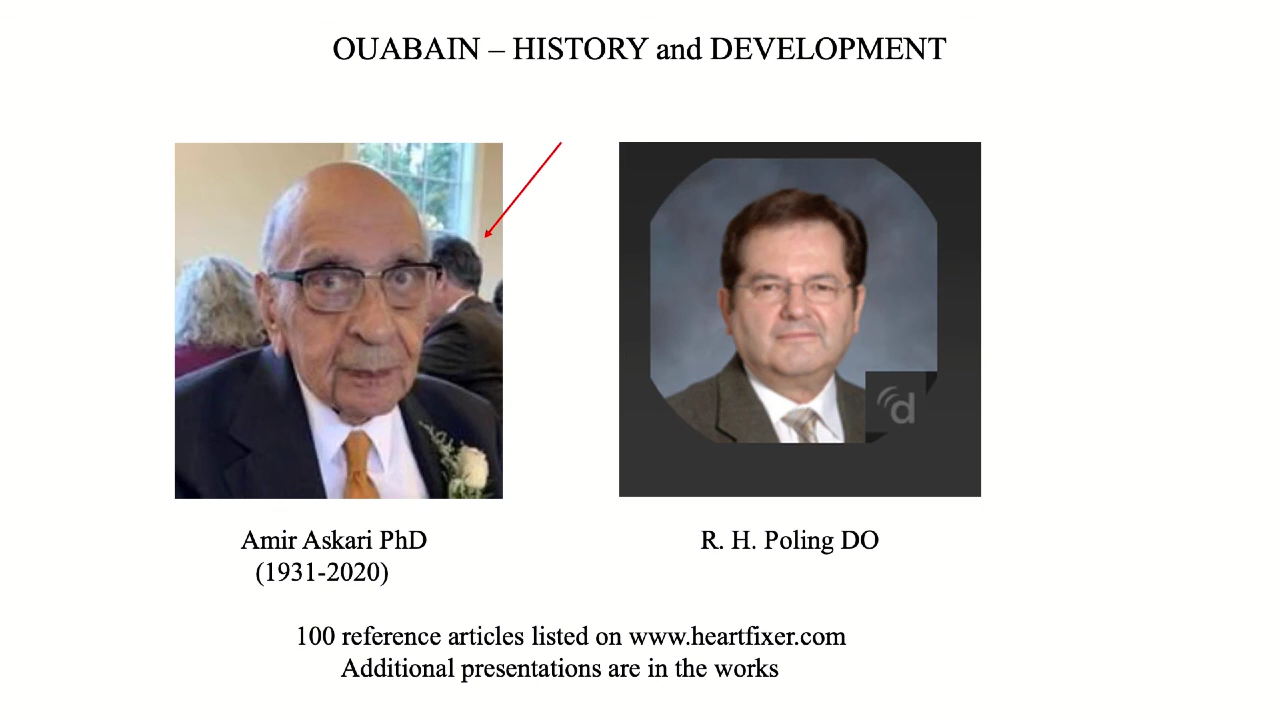 OUABAIN – HISTORY and DEVELOPMENT
Amir Askari PhD
(1931-2020)
R. H. Poling DO
d
100 reference articles listed on www.heartfixer.com
Additional presentations are in the works